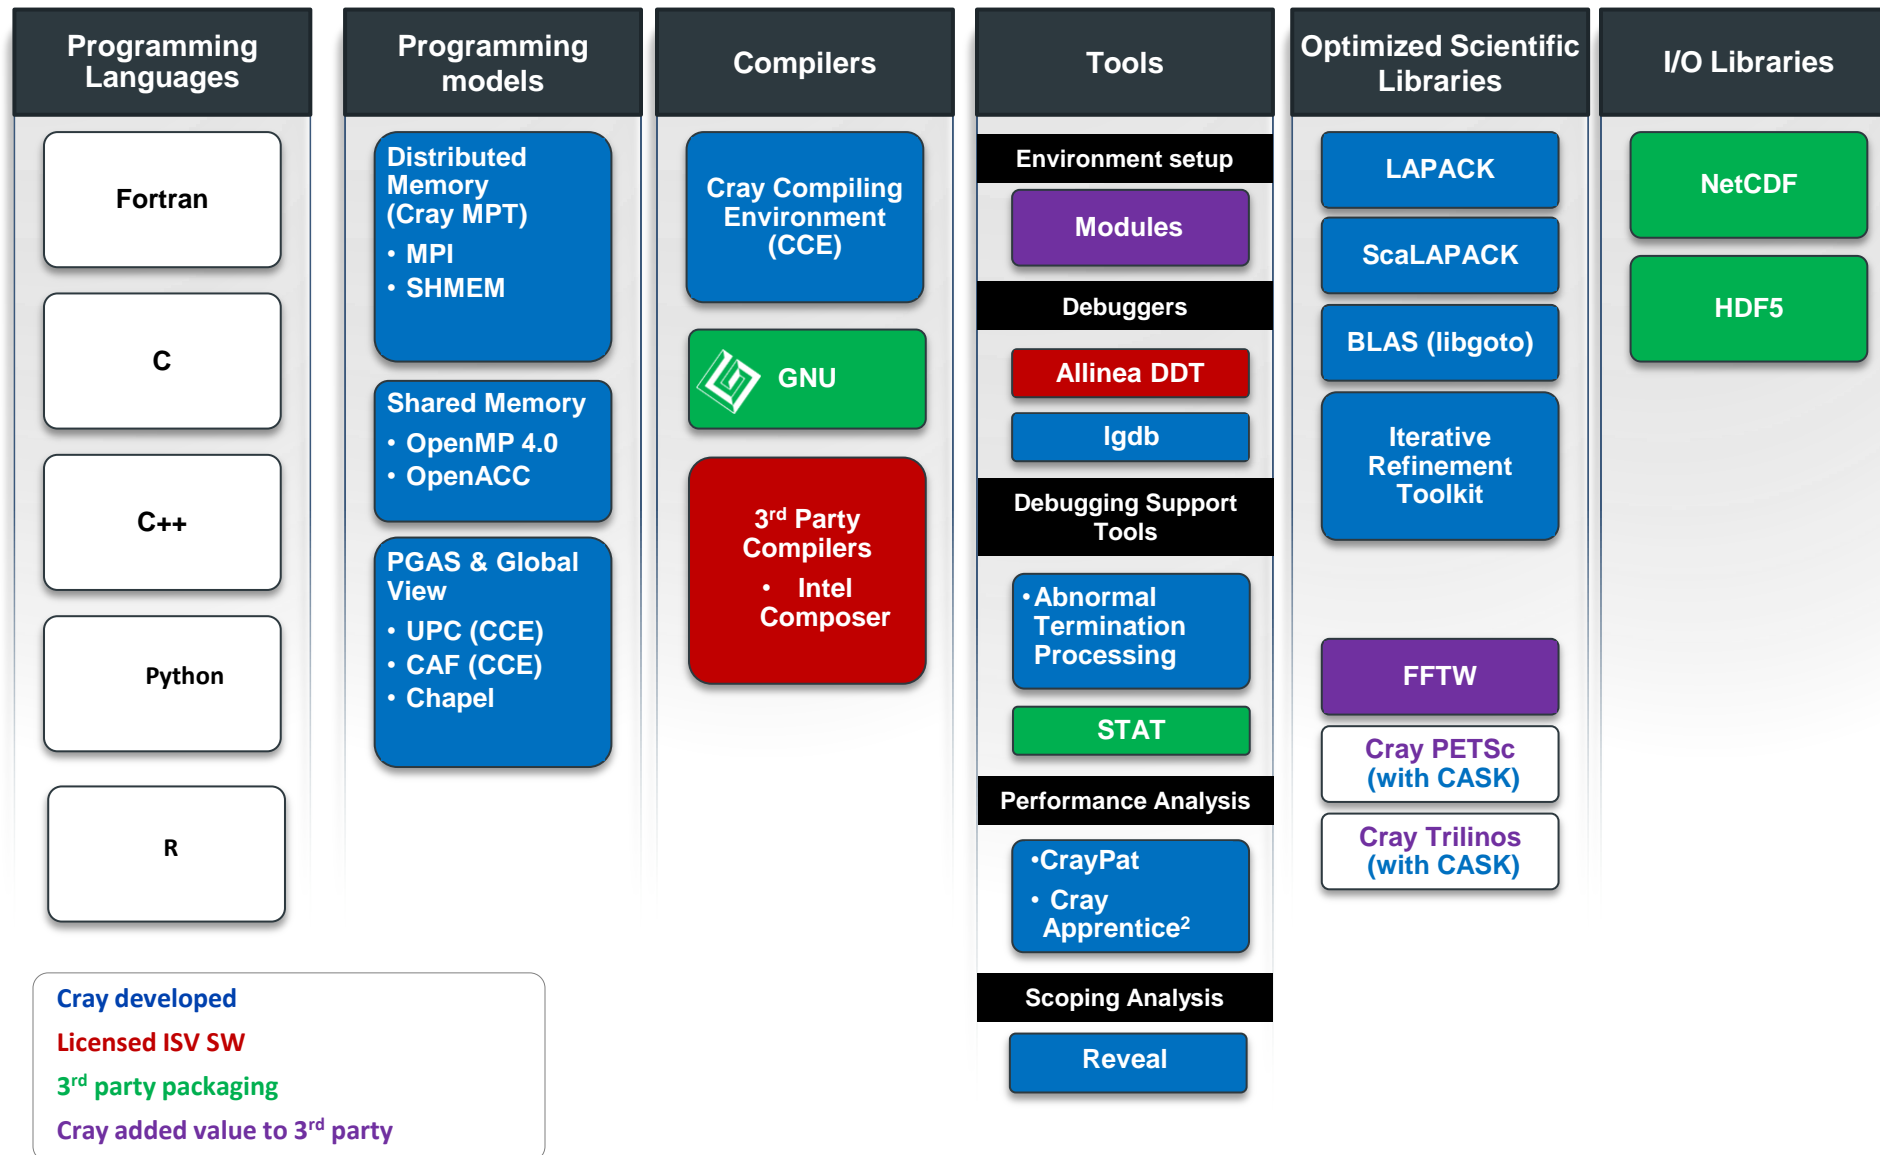 Programming
Languages
Fortran
C
C++
Python
R
Programming
models
Distributed
Memory
(Cray MPT)
• MPI
• SHMEM
Shared Memory
• OpenMP 4.0
• OpenACC
PGAS & Global
View
• UPC (CCE)
• CAF (CCE)
• Chapel
Compilers
Cray Compiling
Environment
(CCE)
GNU
3rd Party
Compilers
• Intel
Composer
Tools
Environment setup
Modules
Debuggers
Allinea DDT
lgdb
Debugging Support
Tools
• Abnormal
Termination
Processing
STAT
Performance Analysis
•CrayPat
• Cray
Apprentice2
Scoping Analysis
Reveal
Optimized Scientific
Libraries
LAPACK
ScaLAPACK
BLAS (libgoto)
Iterative
Refinement
Toolkit
FFTW
Cray PETSc
(with CASK)
Cray Trilinos
(with CASK)
I/O Libraries
NetCDF
HDF5
Cray developed
Licensed ISV SW
3rd party packaging
Cray added value to 3rd party